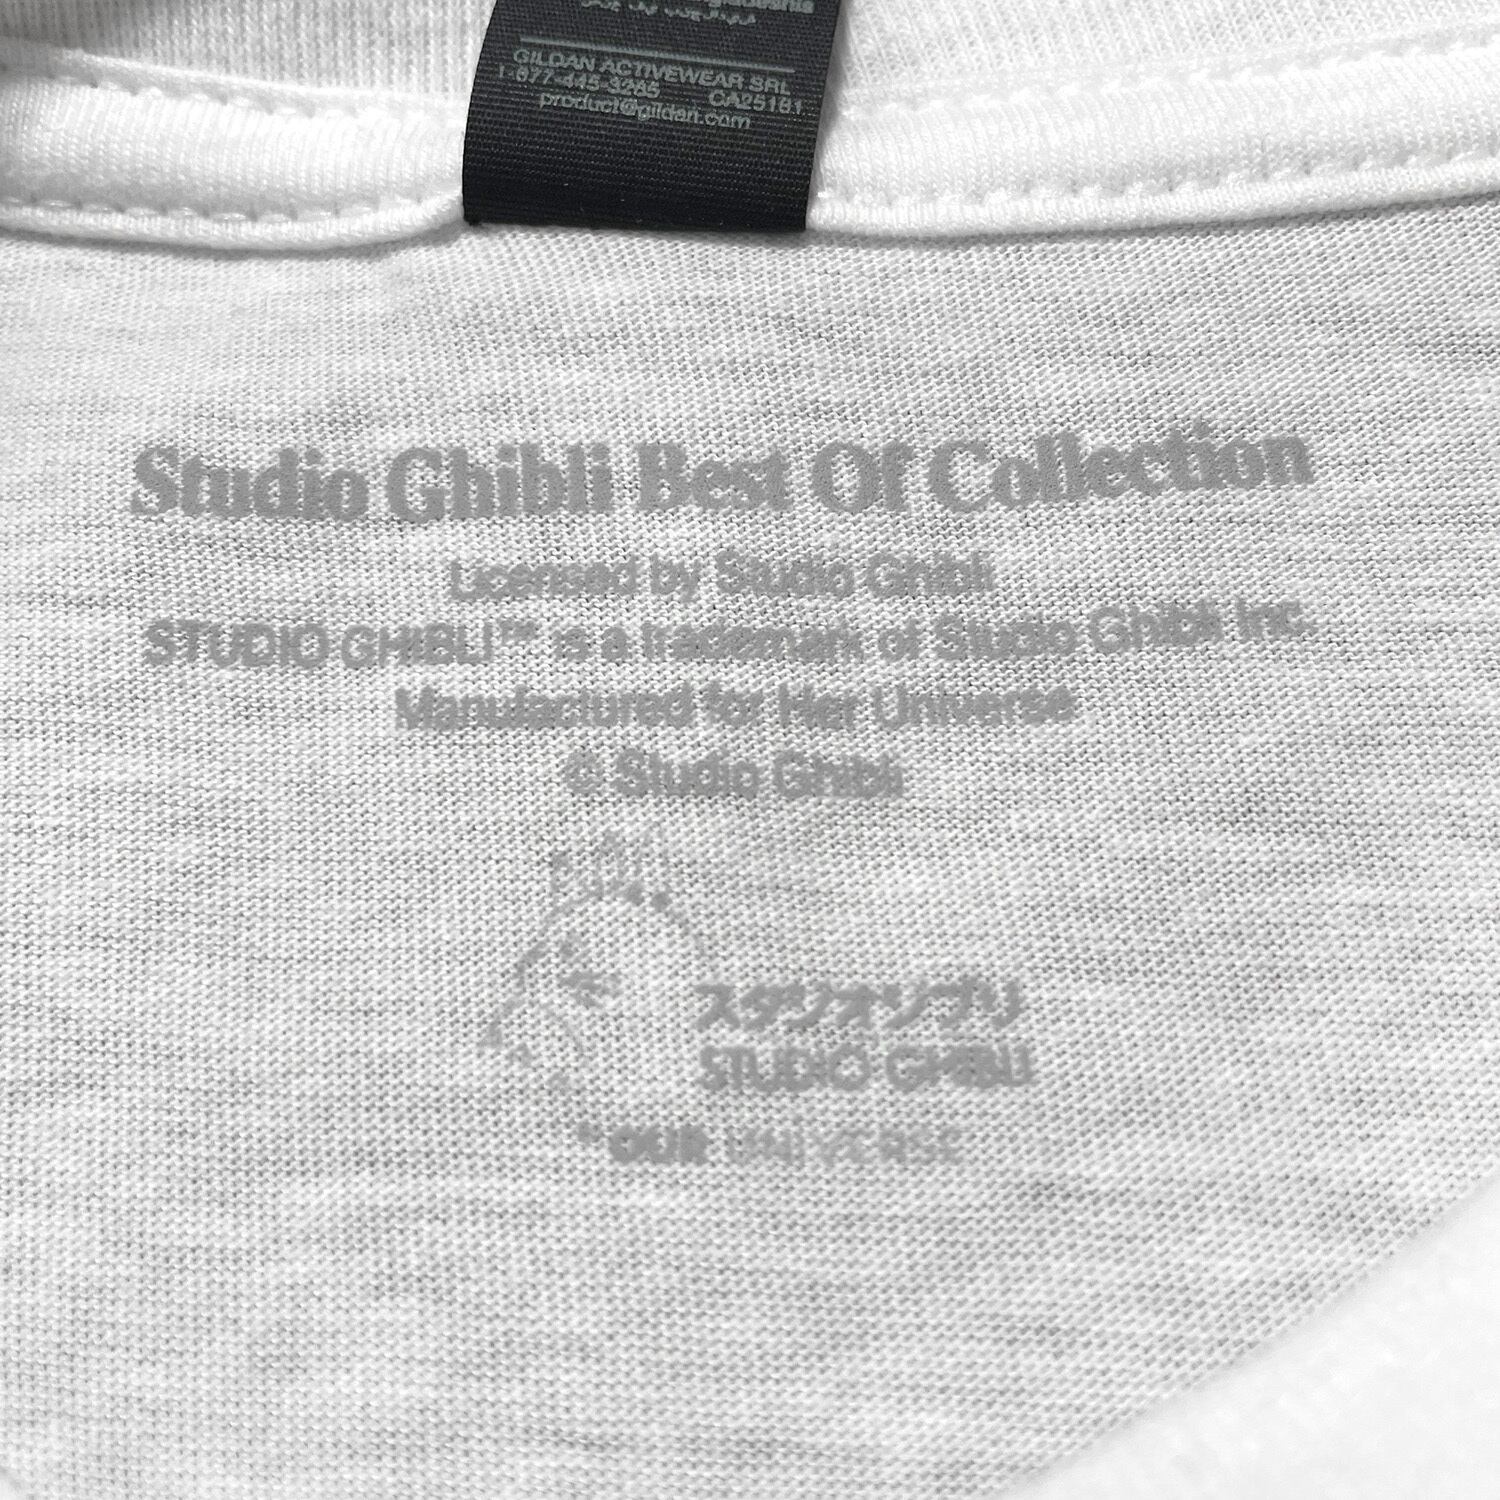 GILDAN ACTIVEWEAR SRL
1-877-445-3265 CA25181
product@gildan.com
Studio Ghibli Best Of Collection
Licensed by Studio Ghibli
STUDIO GHIBLI™ is a trademark of Studio Ghibli Inc.
Manufactured for Her Universe
© Studio Ghibli
スタジオジブリ
STUDIO GHIBLI
OUR UNIVERSE